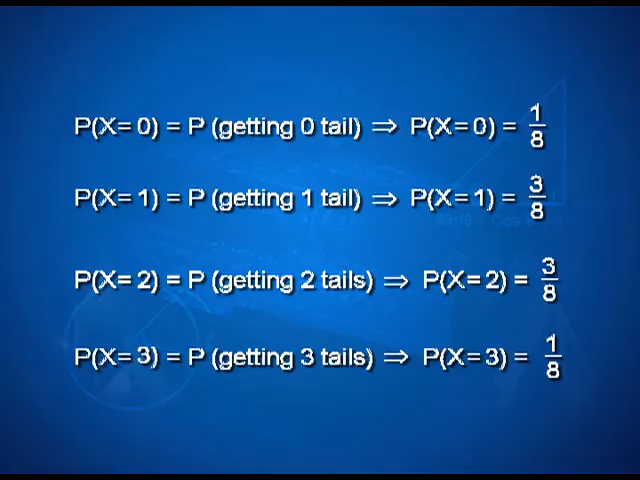 P(X= 0) = P (getting 0 tail) ⇒ P(X= 0) = 1/8
P(X= 1) = P (getting 1 tail) ⇒ P(X= 1) = 3/8
P(X= 2) = P (getting 2 tails) ⇒ P(X= 2) = 3/8
P(X= 3) = P (getting 3 tails) ⇒ P(X= 3) = 1/8